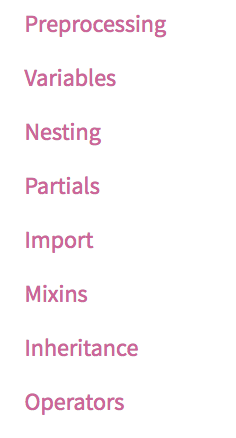 Preprocessing
Variables
Nesting
Partials
Import
Mixins
Inheritance
Operators